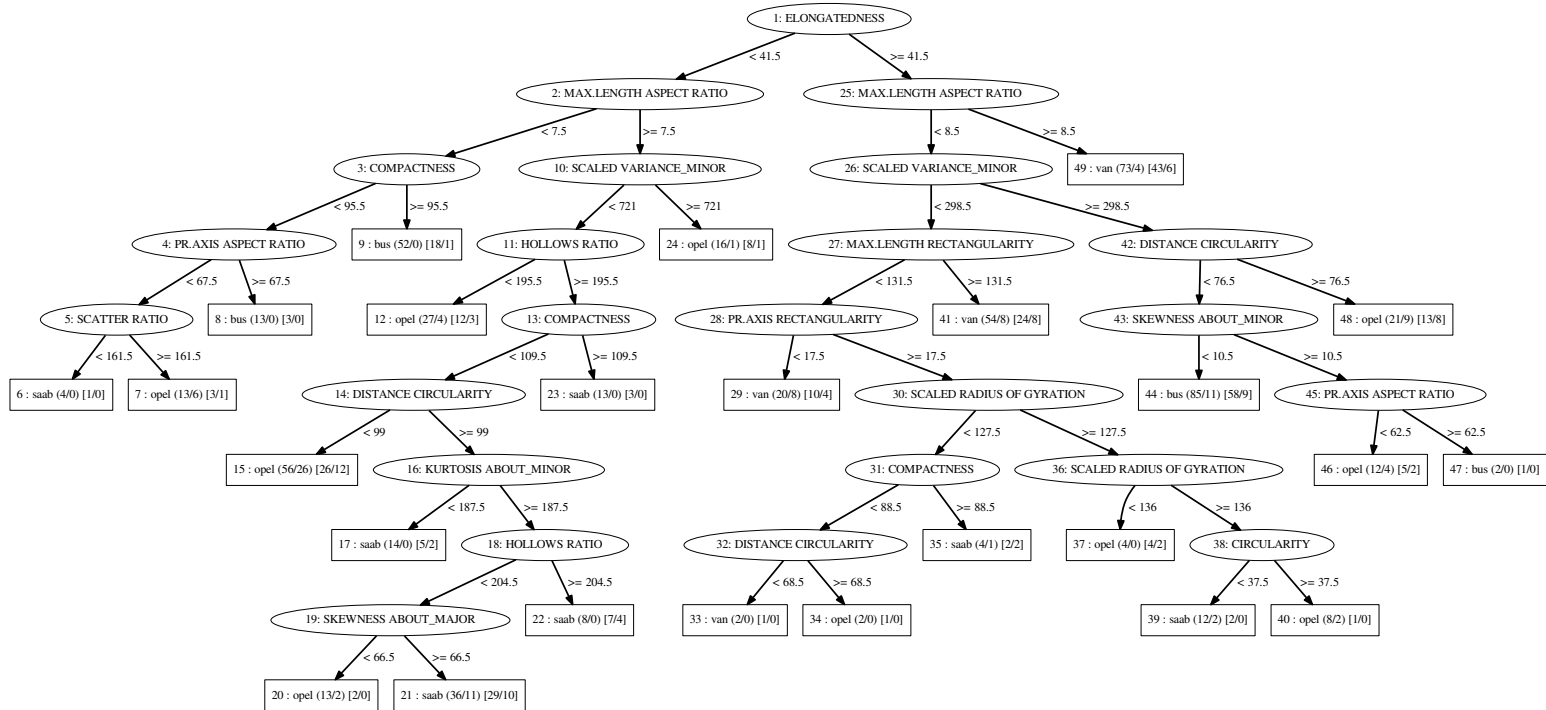 1: ELONGATEDNESS
< 41.5
>= 41.5
2: MAX.LENGTH ASPECT RATIO
25: MAX.LENGTH ASPECT RATIO
< 7.5
>= 7.5
< 8.5
>= 8.5
3: COMPACTNESS
10: SCALED VARIANCE_MINOR
26: SCALED VARIANCE_MINOR
49 : van (73/4) [43/6]
< 95.5
>= 95.5
< 721
>= 721
< 298.5
>= 298.5
4: PR.AXIS ASPECT RATIO
9 : bus (52/0) [18/1]
11: HOLLOWS RATIO
24 : opel (16/1) [8/1]
27: MAX.LENGTH RECTANGULARITY
42: DISTANCE CIRCULARITY
< 67.5
>= 67.5
< 195.5
>= 195.5
< 131.5
>= 131.5
< 76.5
>= 76.5
5: SCATTER RATIO
8 : bus (13/0) [3/0]
12 : opel (27/4) [12/3]
13: COMPACTNESS
28: PR.AXIS RECTANGULARITY
41 : van (54/8) [24/8]
43: SKEWNESS ABOUT_MINOR
48 : opel (21/9) [13/8]
< 161.5
>= 161.5
< 109.5
>= 109.5
< 17.5
>= 17.5
< 10.5
>= 10.5
6 : saab (4/0) [1/0]
7 : opel (13/6) [3/1]
14: DISTANCE CIRCULARITY
23 : saab (13/0) [3/0]
29 : van (20/8) [10/4]
30: SCALED RADIUS OF GYRATION
44 : bus (85/11) [58/9]
45: PR.AXIS ASPECT RATIO
< 99
>= 99
< 127.5
>= 127.5
< 62.5
>= 62.5
15 : opel (56/26) [26/12]
16: KURTOSIS ABOUT_MINOR
31: COMPACTNESS
36: SCALED RADIUS OF GYRATION
46 : opel (12/4) [5/2]
47 : bus (2/0) [1/0]
< 187.5
>= 187.5
< 88.5
>= 88.5
< 136
>= 136
17 : saab (14/0) [5/2]
18: HOLLOWS RATIO
32: DISTANCE CIRCULARITY
35 : saab (4/1) [2/2]
37 : opel (4/0) [4/2]
38: CIRCULARITY
< 204.5
>= 204.5
< 68.5
>= 68.5
< 37.5
>= 37.5
19: SKEWNESS ABOUT_MAJOR
22 : saab (8/0) [7/4]
33 : van (2/0) [1/0]
34 : opel (2/0) [1/0]
39 : saab (12/2) [2/0]
40 : opel (8/2) [1/0]
< 66.5
>= 66.5
20 : opel (13/2) [2/0]
21 : saab (36/11) [29/10]